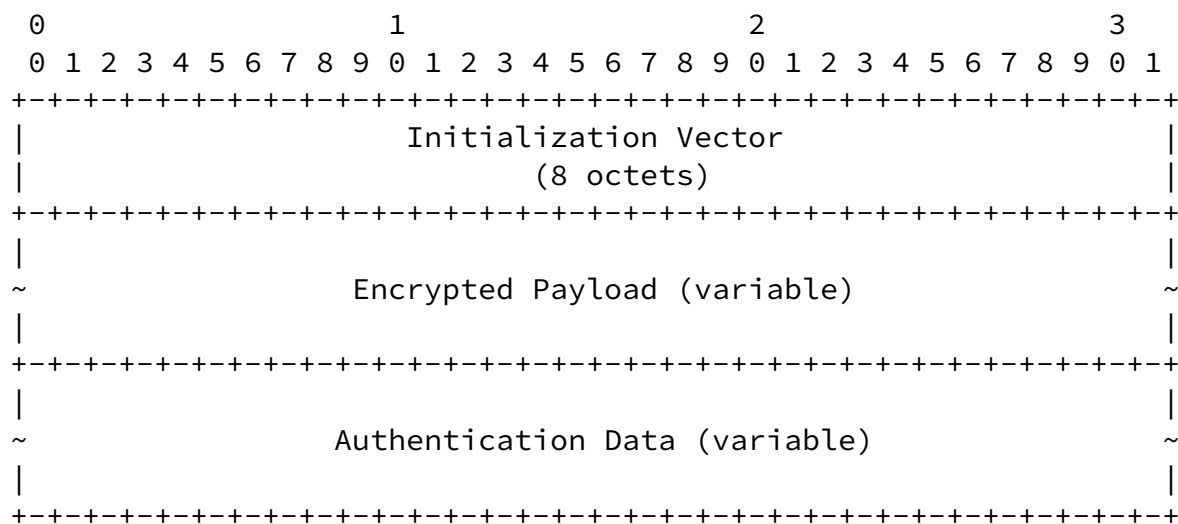 0                   1                   2                   3
 0 1 2 3 4 5 6 7 8 9 0 1 2 3 4 5 6 7 8 9 0 1 2 3 4 5 6 7 8 9 0 1
+-+-+-+-+-+-+-+-+-+-+-+-+-+-+-+-+-+-+-+-+-+-+-+-+-+-+-+-+-+-+-+-+
|                     Initialization Vector                     |
|                            (8 octets)                         |
+-+-+-+-+-+-+-+-+-+-+-+-+-+-+-+-+-+-+-+-+-+-+-+-+-+-+-+-+-+-+-+-+
|                                                               |
~                  Encrypted Payload (variable)                 ~
|                                                               |
+-+-+-+-+-+-+-+-+-+-+-+-+-+-+-+-+-+-+-+-+-+-+-+-+-+-+-+-+-+-+-+-+
|                                                               |
~                 Authentication Data (variable)                ~
|                                                               |
+-+-+-+-+-+-+-+-+-+-+-+-+-+-+-+-+-+-+-+-+-+-+-+-+-+-+-+-+-+-+-+-+